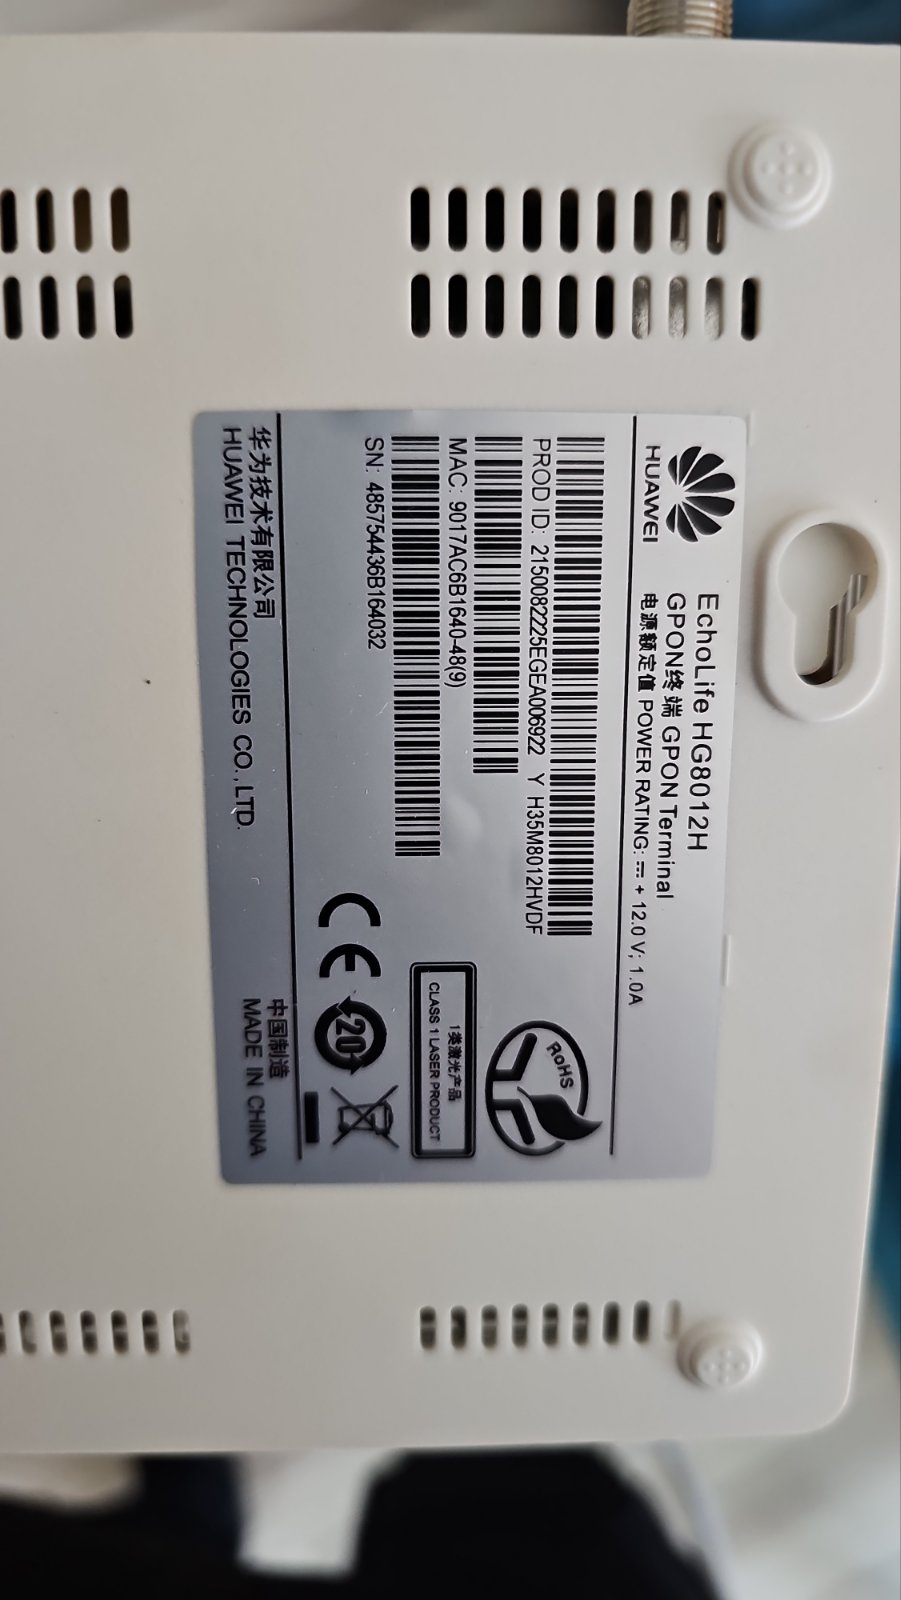 HUAWEI
EchoLife HG8012H
GPON终端 GPON Terminal
电源额定值 POWER RATING: ⎓ + 12.0 V; 1.0A
PROD ID: 2150082225EGEA006922 Y H35M8012HVDF
MAC: 9017AC6B1640-48(9)
SN: 485754436B164032
RoHS
1类激光产品
CLASS 1 LASER PRODUCT
CE
20
华为技术有限公司
HUAWEI TECHNOLOGIES CO.,LTD.
中国制造
MADE IN CHINA